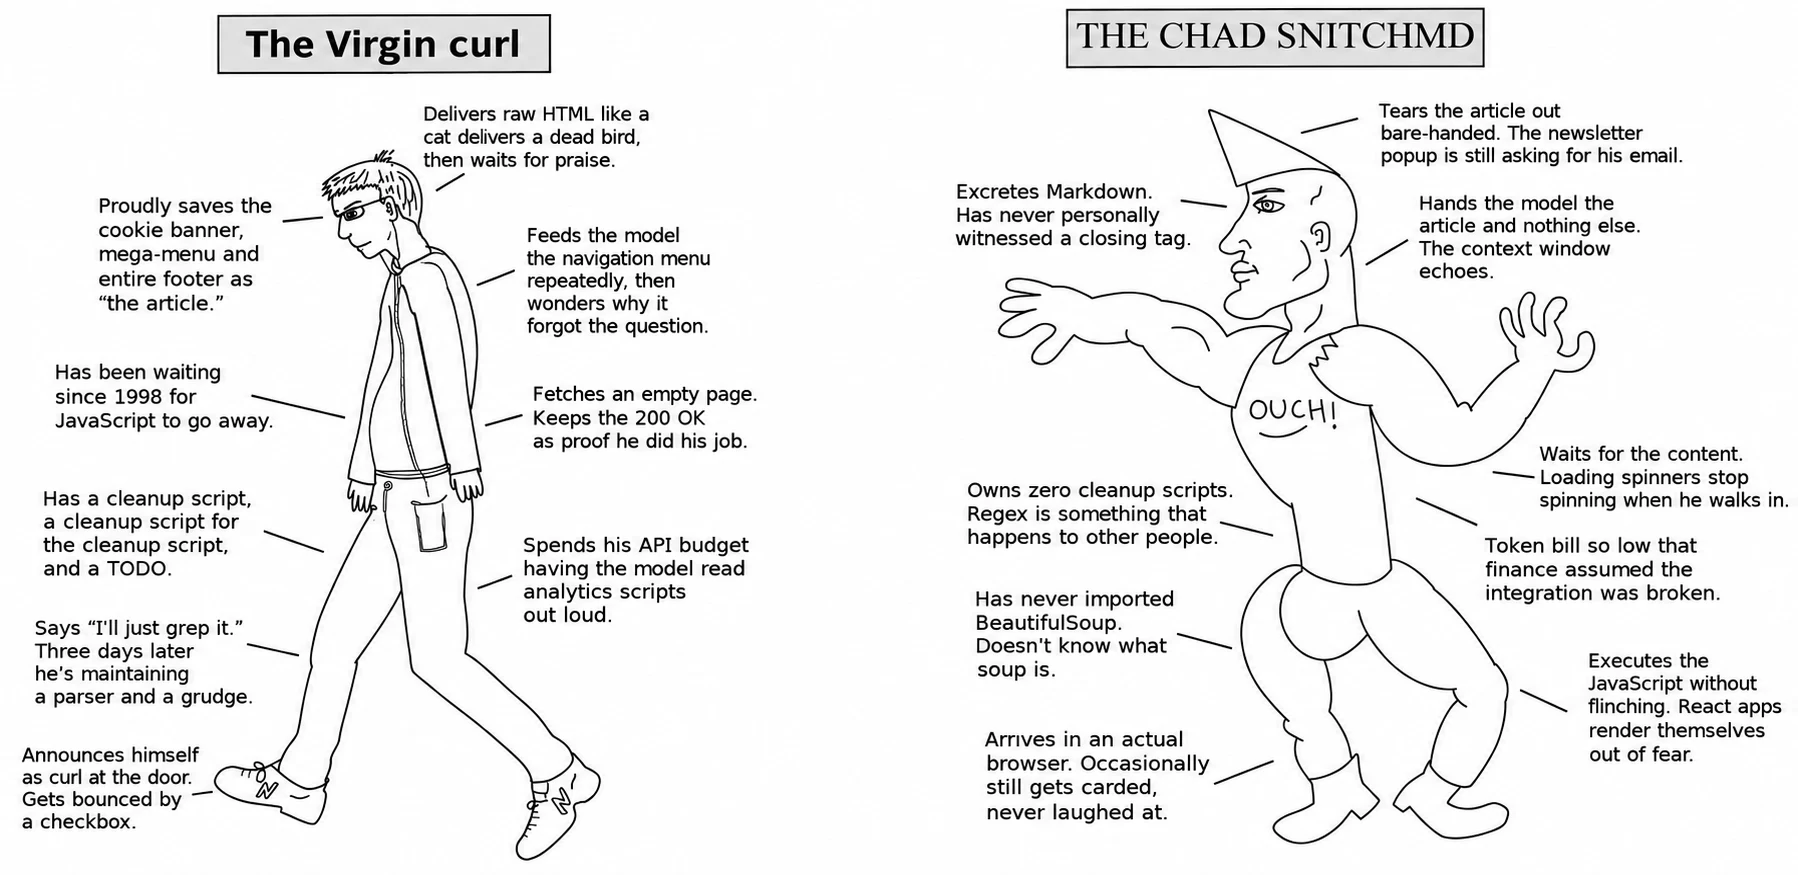 The Virgin curl
Delivers raw HTML like a
cat delivers a dead bird,
then waits for praise.
Proudly saves the
cookie banner,
mega-menu and
entire footer as
“the article.”
Feeds the model
the navigation menu
repeatedly, then
wonders why it
forgot the question.
Has been waiting
since 1998 for
JavaScript to go away.
Fetches an empty page.
Keeps the 200 OK
as proof he did his job.
Has a cleanup script,
a cleanup script for
the cleanup script,
and a TODO.
Spends his API budget
having the model read
analytics scripts
out loud.
Says “I'll just grep it.”
Three days later
he's maintaining
a parser and a grudge.
Announces himself
as curl at the door.
Gets bounced by
a checkbox.
N
N
THE CHAD SNITCHMD
Tears the article out
bare-handed. The newsletter
popup is still asking for his email.
Excretes Markdown.
Has never personally
witnessed a closing tag.
Hands the model the
article and nothing else.
The context window
echoes.
OUCH!
Waits for the content.
Loading spinners stop
spinning when he walks in.
Owns zero cleanup scripts.
Regex is something that
happens to other people.
Token bill so low that
finance assumed the
integration was broken.
Has never imported
BeautifulSoup.
Doesn't know what
soup is.
Executes the
JavaScript without
flinching. React apps
render themselves
out of fear.
Arrives in an actual
browser. Occasionally
still gets carded,
never laughed at.